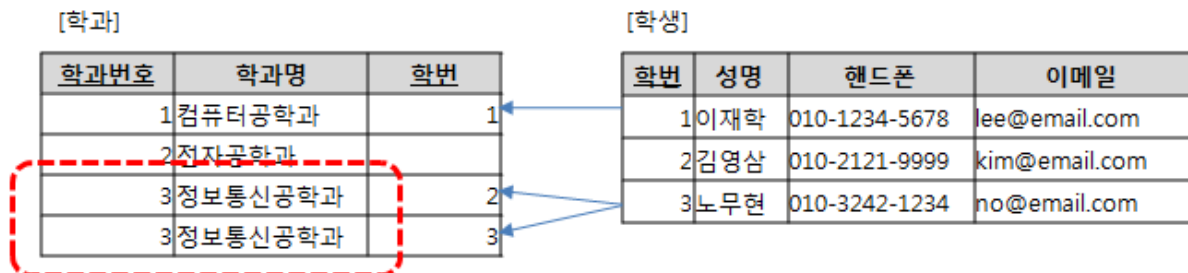 [학과] [학생]
학과번호 학과명 학번 학번 성명 핸드폰 이메일
1 컴퓨터공학과 1 1 이재학 010-1234-5678 lee@email.com
2 전자공학과 2 김영삼 010-2121-9999 kim@email.com
3 정보통신공학과 2 3 노무현 010-3242-1234 no@email.com
3 정보통신공학과 3